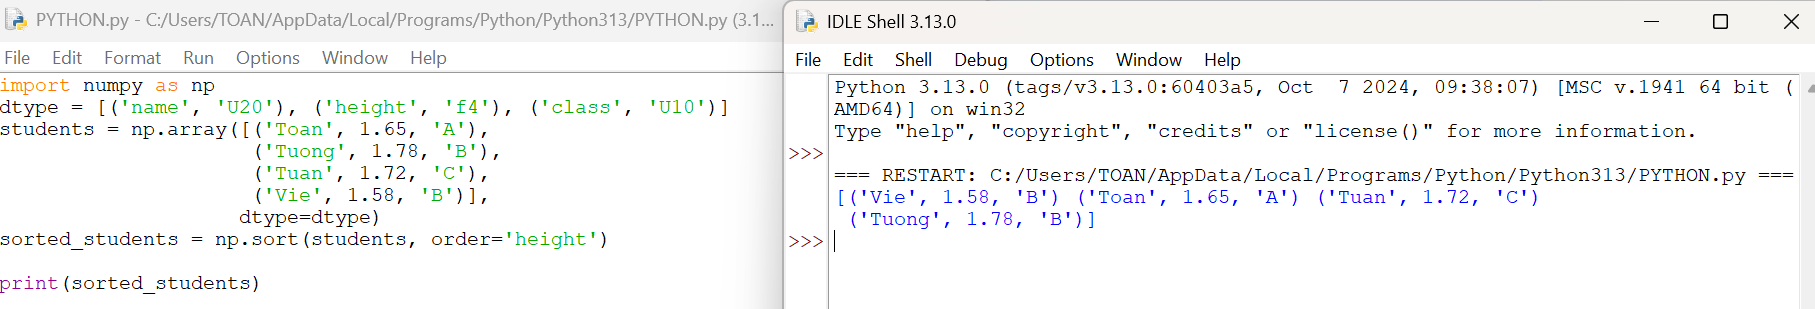 PYTHON.py - C:/Users/TOAN/AppData/Local/Programs/Python/Python313/PYTHON.py (3.1...
File Edit Format Run Options Window Help
import numpy as np
dtype = [('name', 'U20'), ('height', 'f4'), ('class', 'U10')]
students = np.array([('Toan', 1.65, 'A'),
                     ('Tuong', 1.78, 'B'),
                     ('Tuan', 1.72, 'C'),
                     ('Vie', 1.58, 'B')],
                    dtype=dtype)
sorted_students = np.sort(students, order='height')
print(sorted_students)
IDLE Shell 3.13.0
File Edit Shell Debug Options Window Help
Python 3.13.0 (tags/v3.13.0:60403a5, Oct  7 2024, 09:38:07) [MSC v.1941 64 bit (
AMD64)] on win32
Type "help", "copyright", "credits" or "license()" for more information.
>>>
=== RESTART: C:/Users/TOAN/AppData/Local/Programs/Python/Python313/PYTHON.py ===
[('Vie', 1.58, 'B') ('Toan', 1.65, 'A') ('Tuan', 1.72, 'C')
 ('Tuong', 1.78, 'B')]
>>>